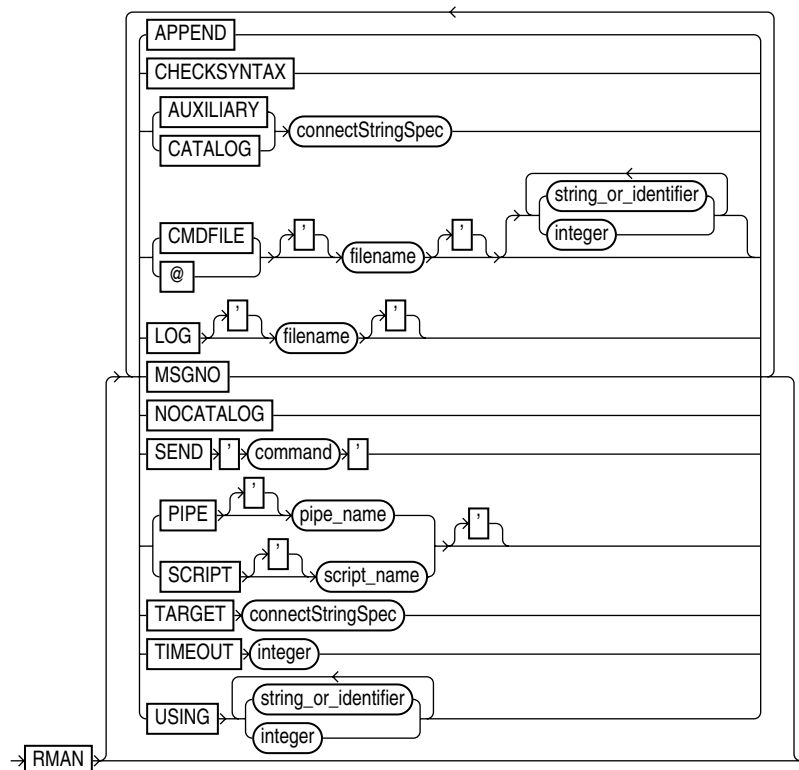 APPEND
CHECKSYNTAX
AUXILIARY
CATALOG
connectStringSpec
CMDFILE
@
'
filename
'
string_or_identifier
integer
LOG
'
filename
'
MSGNO
NOCATALOG
SEND ' command '
PIPE
'
pipe_name
SCRIPT
'
script_name
'
TARGET connectStringSpec
TIMEOUT integer
USING
string_or_identifier
integer
RMAN